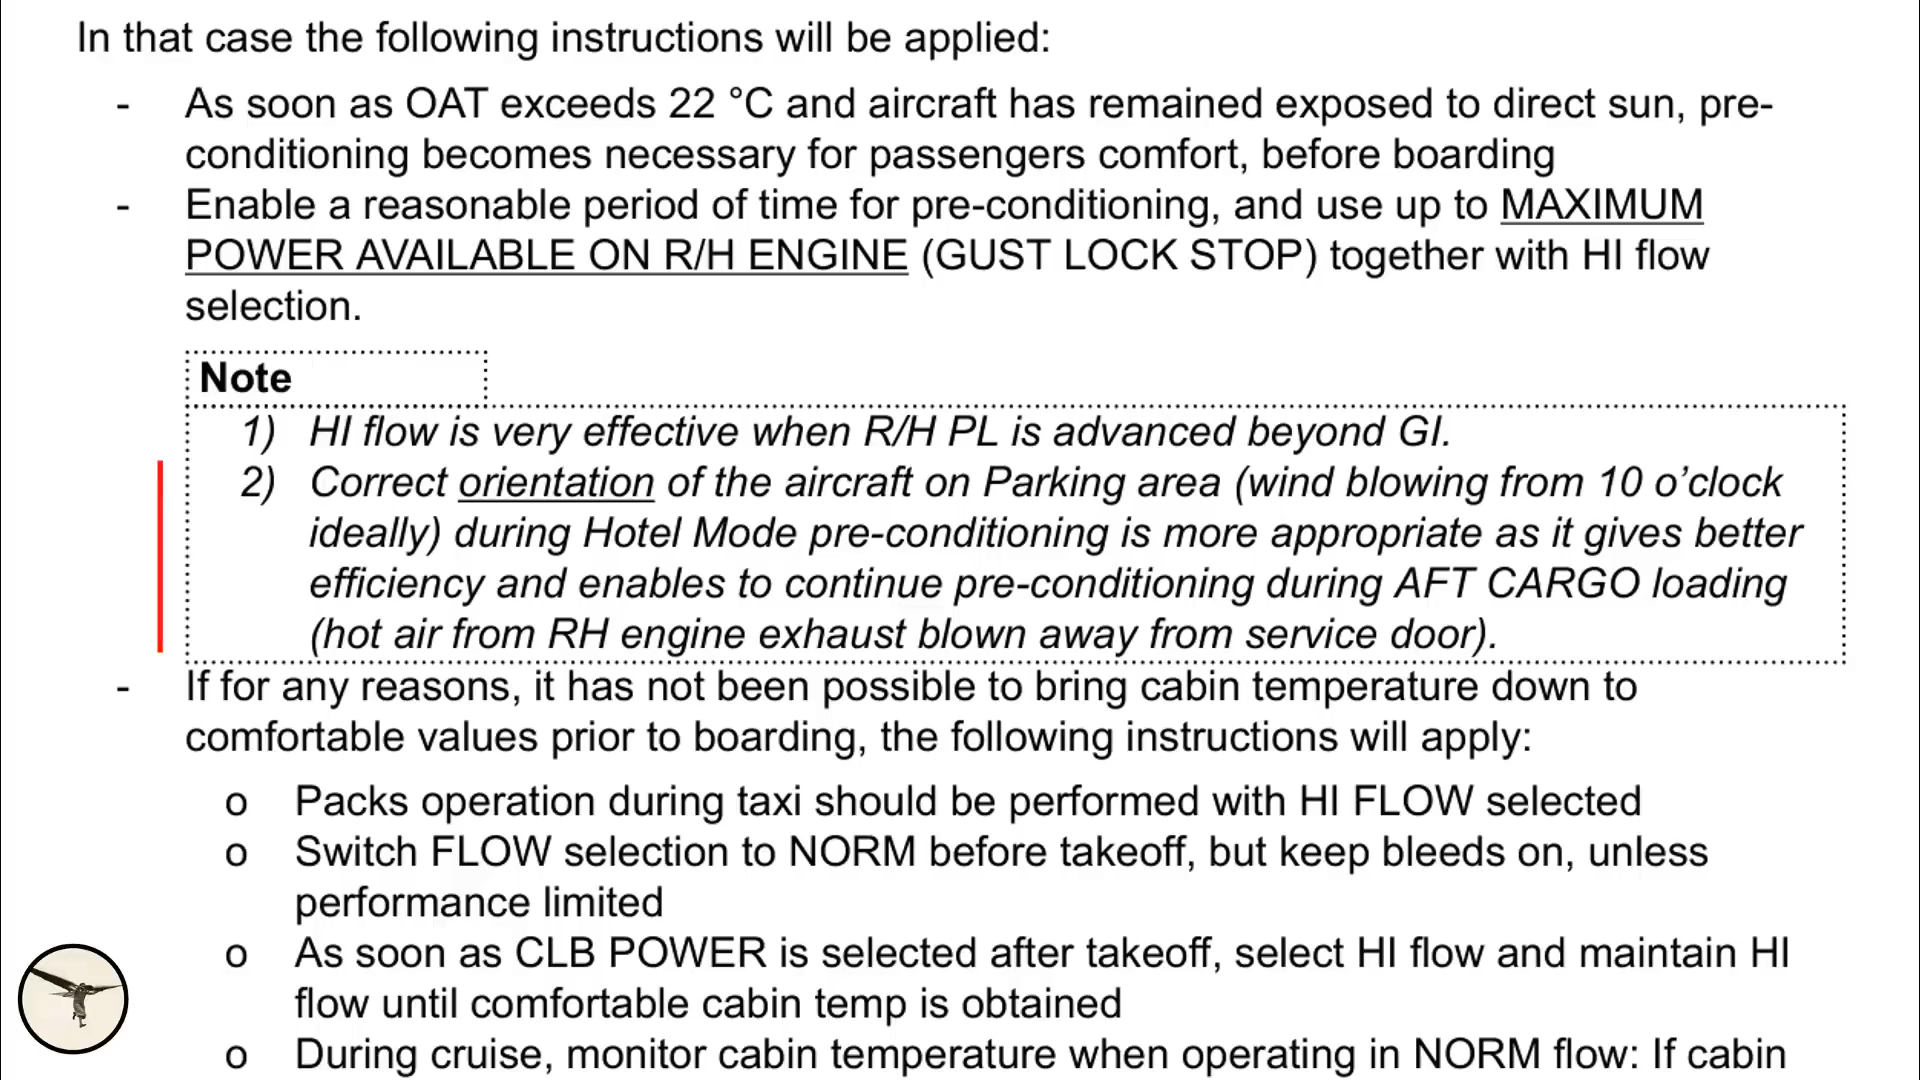 In that case the following instructions will be applied:
- As soon as OAT exceeds 22 °C and aircraft has remained exposed to direct sun, pre-
conditioning becomes necessary for passengers comfort, before boarding
- Enable a reasonable period of time for pre-conditioning, and use up to MAXIMUM
POWER AVAILABLE ON R/H ENGINE (GUST LOCK STOP) together with HI flow
selection.
Note
1) HI flow is very effective when R/H PL is advanced beyond GI.
2) Correct orientation of the aircraft on Parking area (wind blowing from 10 o’clock
ideally) during Hotel Mode pre-conditioning is more appropriate as it gives better
efficiency and enables to continue pre-conditioning during AFT CARGO loading
(hot air from RH engine exhaust blown away from service door).
- If for any reasons, it has not been possible to bring cabin temperature down to
comfortable values prior to boarding, the following instructions will apply:
o Packs operation during taxi should be performed with HI FLOW selected
o Switch FLOW selection to NORM before takeoff, but keep bleeds on, unless
performance limited
o As soon as CLB POWER is selected after takeoff, select HI flow and maintain HI
flow until comfortable cabin temp is obtained
o During cruise, monitor cabin temperature when operating in NORM flow: If cabin